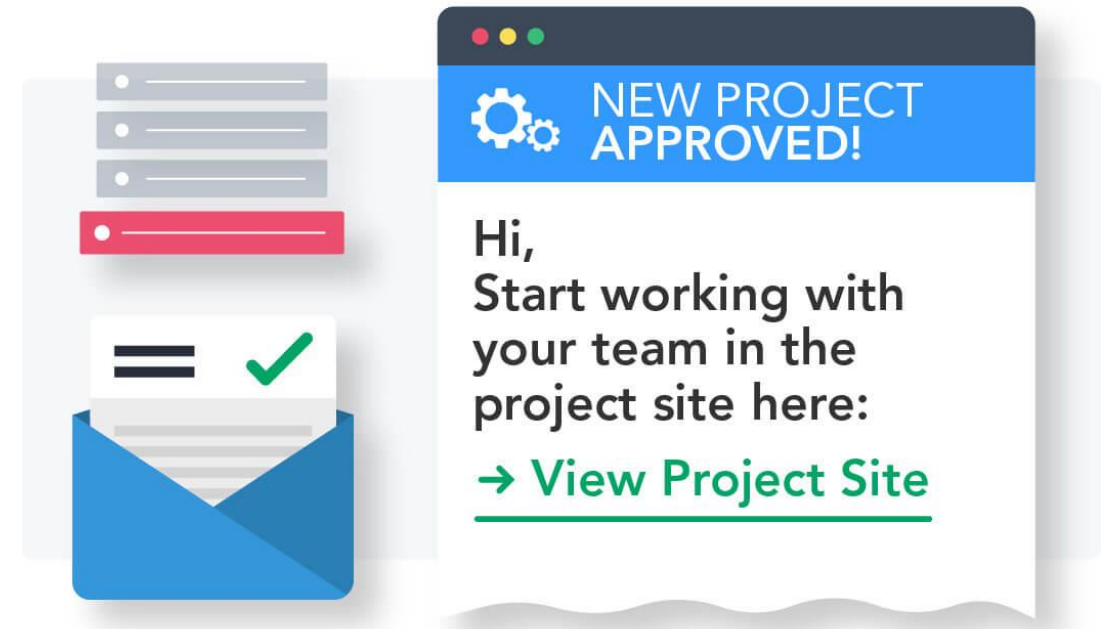 NEW PROJECT
APPROVED!
Hi,
Start working with
your team in the
project site here:
→ View Project Site